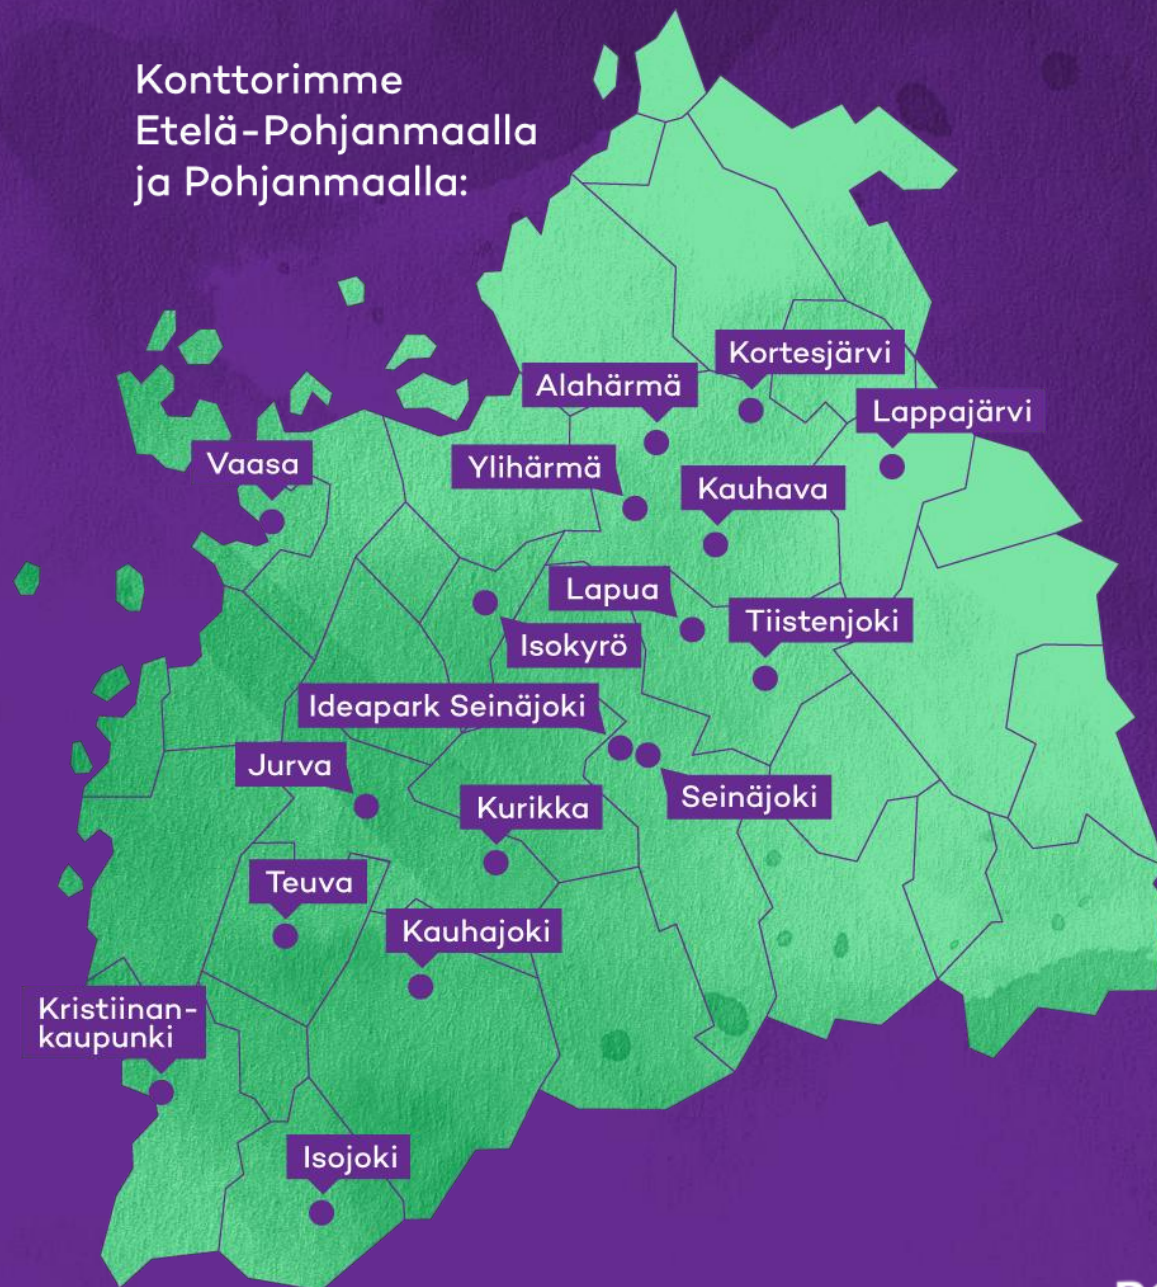 Konttorimme
Etelä-Pohjanmaalla
ja Pohjanmaalla:
Kortesjärvi
Alahärmä
Lappajärvi
Vaasa
Ylihärmä
Kauhava
Lapua
Tiistenjoki
Isokyrö
Ideapark Seinäjoki
Jurva
Seinäjoki
Kurikka
Teuva
Kauhajoki
Kristiinan-
kaupunki
Isojoki